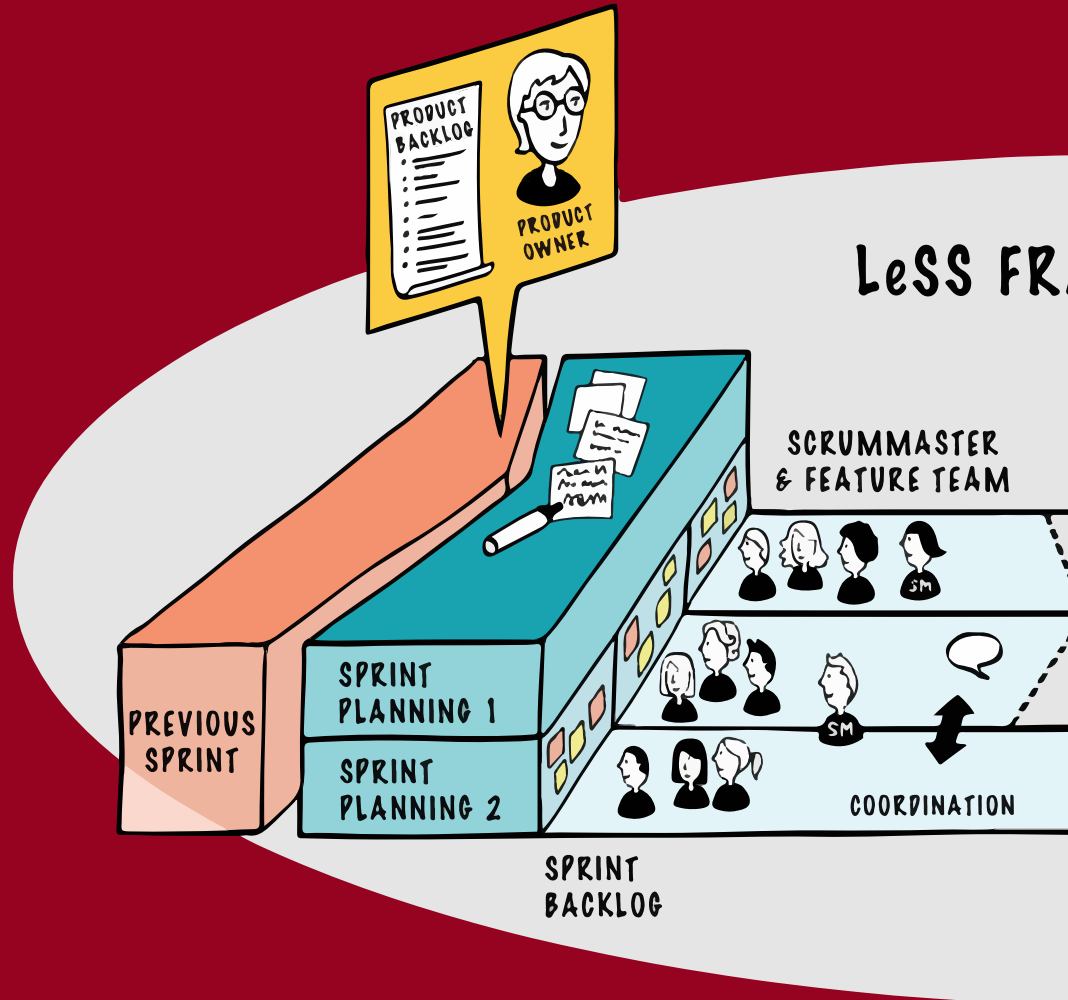 PRODUCT
BACKLOG
PRODUCT
OWNER
LeSS FR
SCRUMMASTER
& FEATURE TEAM
SM
SPRINT
PLANNING 1
PREVIOUS
SPRINT
SM
SPRINT
PLANNING 2
COORDINATION
SPRINT
BACKLOG